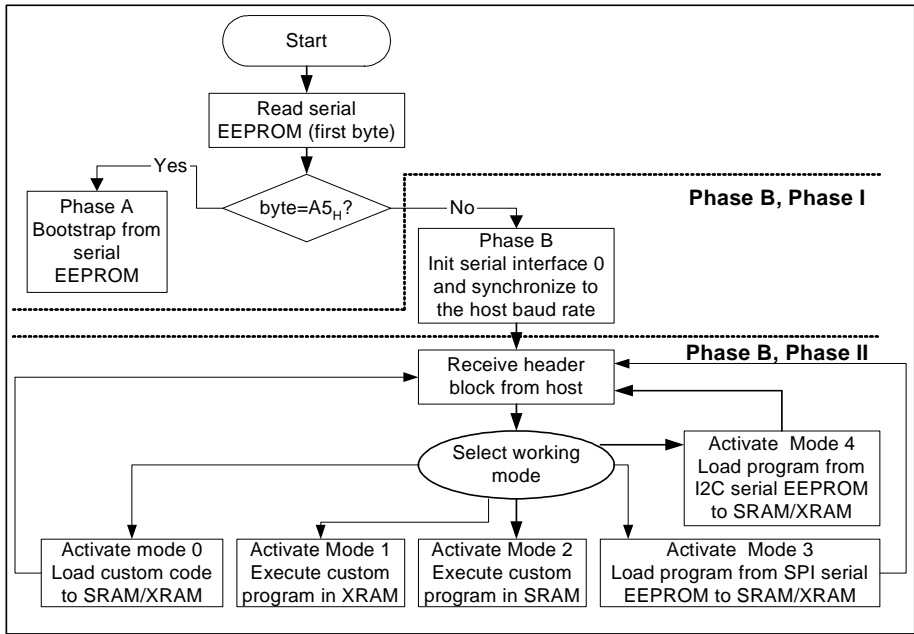 Start
Read serial
EEPROM (first byte)
Yes
byte=A5H?
No
Phase B, Phase I
Phase A
Bootstrap from
serial
EEPROM
Phase B
Init serial interface 0
and synchronize to
the host baud rate
Phase B, Phase II
Receive header
block from host
Select working
mode
Activate Mode 4
Load program from
I2C serial EEPROM
to SRAM/XRAM
Activate mode 0
Load custom code
to SRAM/XRAM
Activate Mode 1
Execute custom
program in XRAM
Activate Mode 2
Execute custom
program in SRAM
Activate Mode 3
Load program from SPI serial
EEPROM to SRAM/XRAM